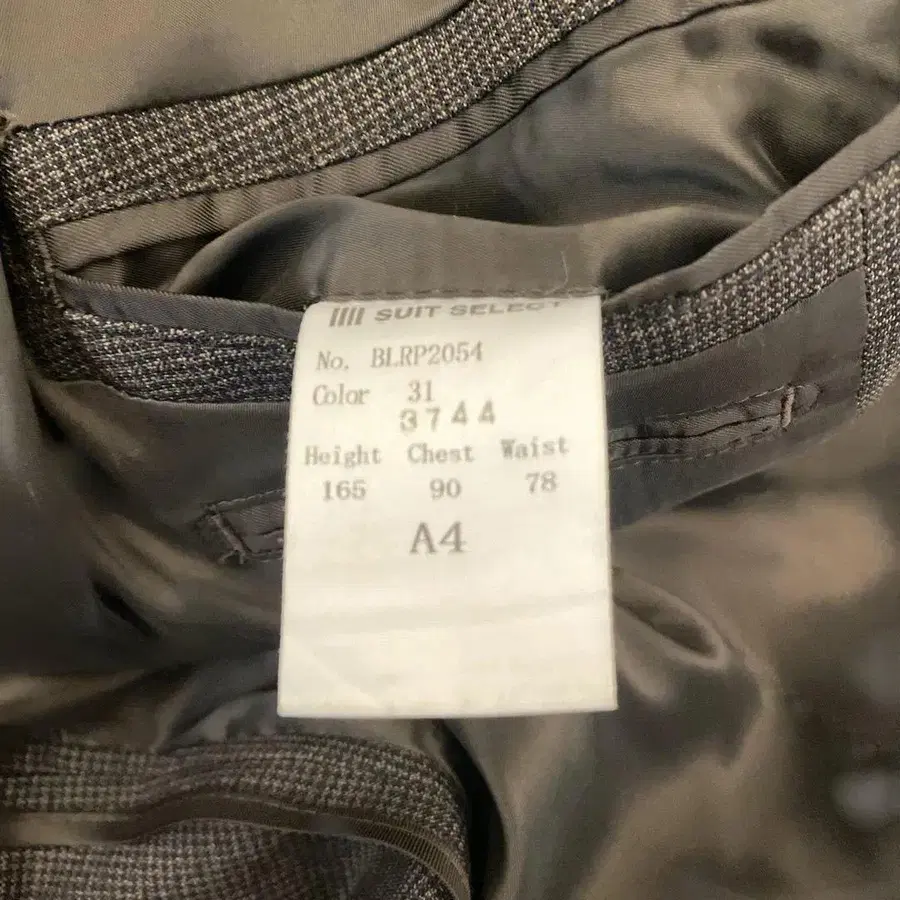 SUIT SELECT
No. BLRP2054
Color 31
3744
Height Chest Waist
165 90 78
A4